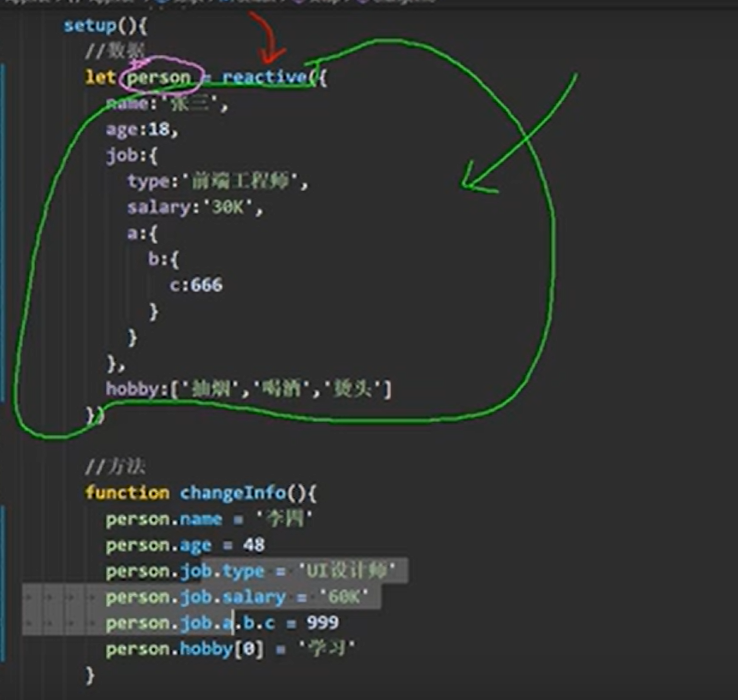 setup(){
//数据
let person = reactive({
name:'张三',
age:18,
job:{
type:'前端工程师',
salary:'30K',
a:{
b:{
c:666
}
}
},
hobby:['抽烟','喝酒','烫头']
})
//方法
function changeInfo(){
person.name = '李四'
person.age = 48
person.job.type = 'UI设计师'
person.job.salary = '60K'
person.job.a.b.c = 999
person.hobby[0] = '学习'
}